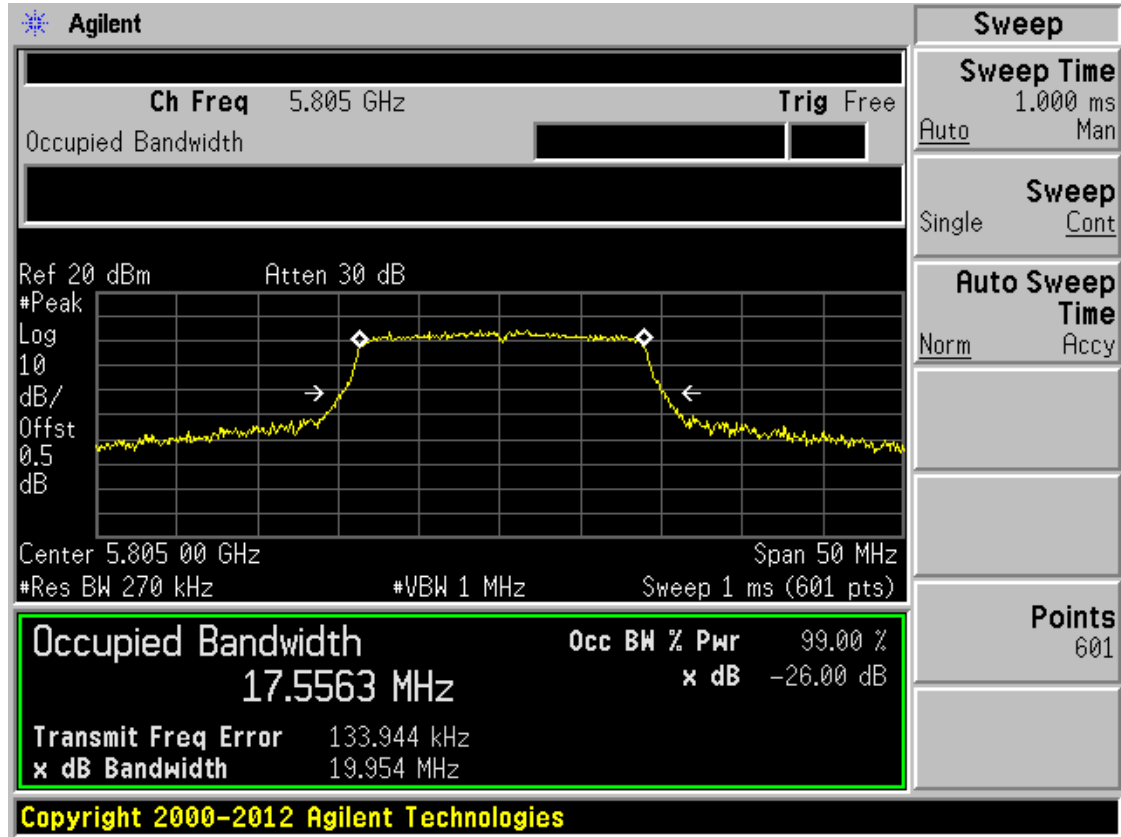 Agilent
Ch Freq 5.805 GHz Trig Free
Occupied Bandwidth
Ref 20 dBm Atten 30 dB
#Peak
Log
10
dB/
Offst
0.5
dB
Center 5.805 00 GHz Span 50 MHz
#Res BW 270 kHz #VBW 1 MHz Sweep 1 ms (601 pts)
Occupied Bandwidth
17.5563 MHz
Occ BW % Pwr 99.00 %
x dB -26.00 dB
Transmit Freq Error 133.944 kHz
x dB Bandwidth 19.954 MHz
Copyright 2000-2012 Agilent Technologies
Sweep
Sweep Time
1.000 ms
Auto Man
Sweep
Single Cont
Auto Sweep
Time
Norm Accy
Points
601